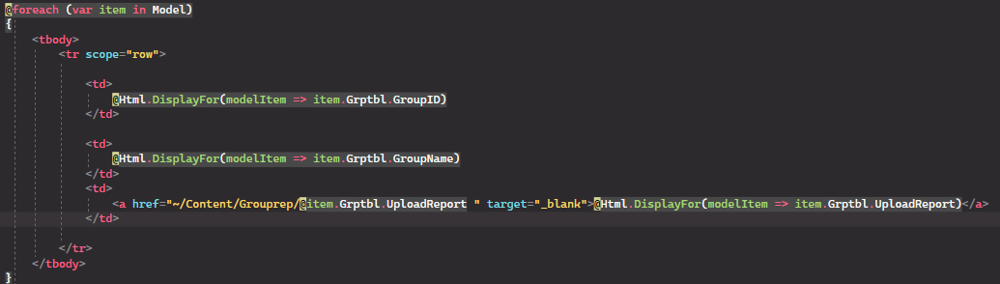 @foreach (var item in Model)
{
<tbody>
<tr scope="row">
<td>
@Html.DisplayFor(modelItem => item.Grptbl.GroupID)
</td>
<td>
@Html.DisplayFor(modelItem => item.Grptbl.GroupName)
</td>
<td>
<a href="~/Content/Grouprep/@item.Grptbl.UploadReport " target="_blank">@Html.DisplayFor(modelItem => item.Grptbl.UploadReport)</a>
</td>
</tr>
</tbody>
}